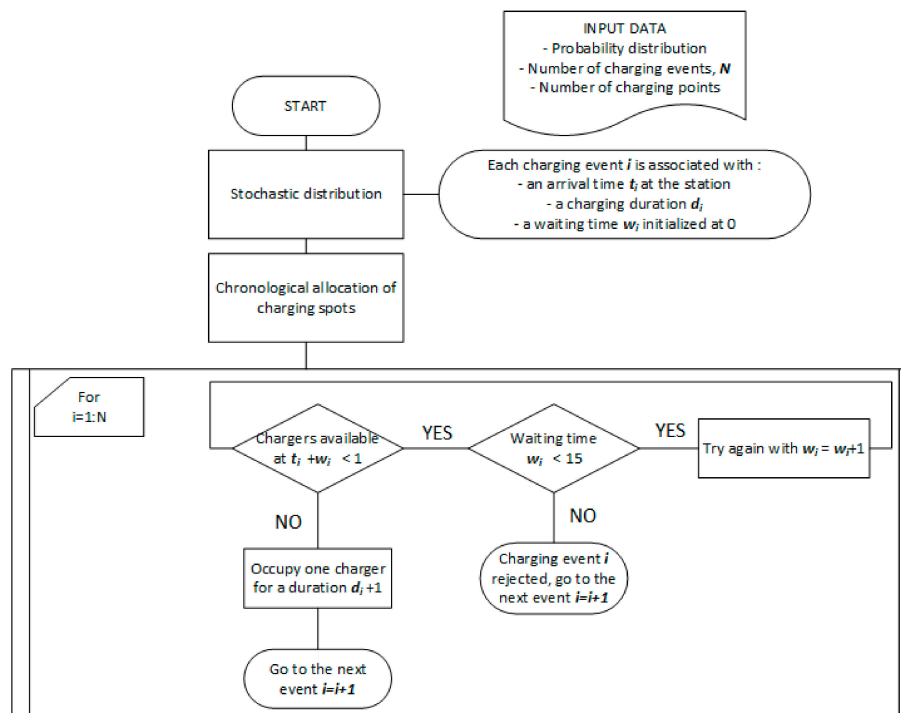 INPUT DATA
- Probability distribution
- Number of charging events, N
- Number of charging points
START
Stochastic distribution
Each charging event i is associated with :
- an arrival time ti at the station
- a charging duration di
- a waiting time wi initialized at 0
Chronological allocation of
charging spots
For
i=1:N
Chargers available
at ti +wi < 1
YES
Waiting time
wi < 15
YES
Try again with wi = wi+1
NO
NO
Occupy one charger
for a duration di +1
Charging event i
rejected, go to the
next event i=i+1
Go to the next
event i=i+1